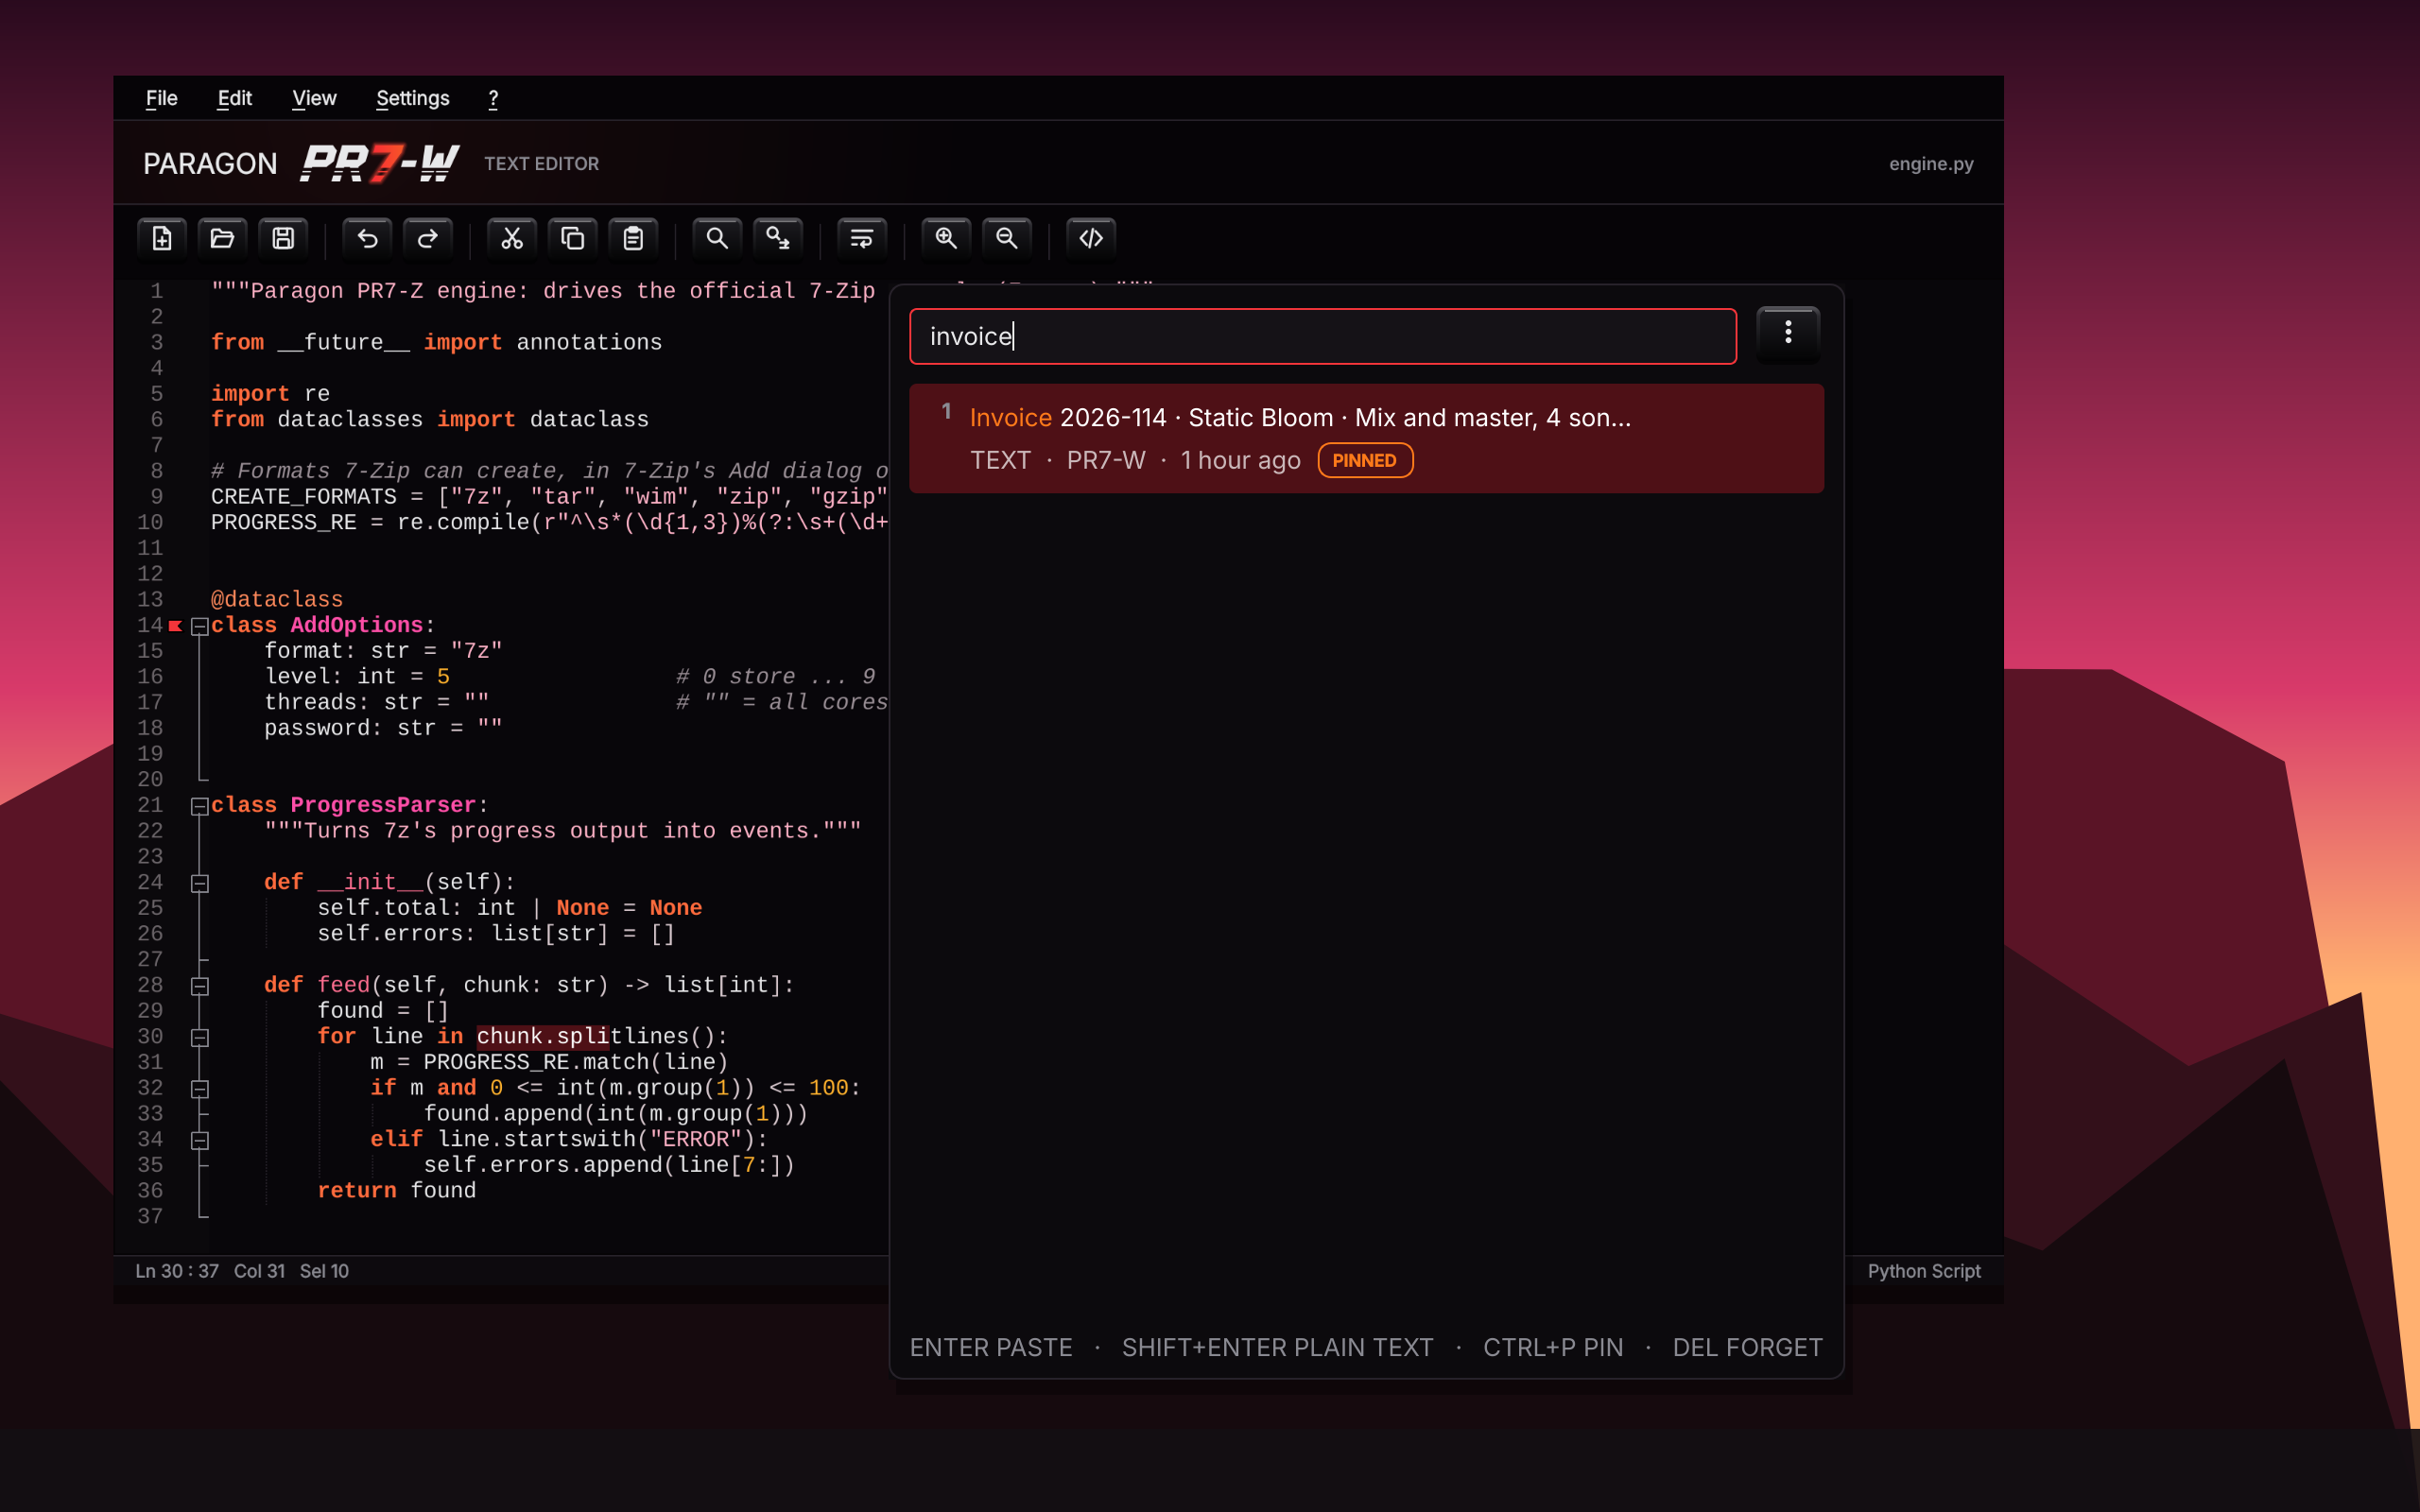 File Edit View Settings ?
PARAGON PR7-W TEXT EDITOR engine.py
1 """Paragon PR7-Z engine: drives the official 7-Zip
2
3 from __future__ import annotations
4
5 import re
6 from dataclasses import dataclass
7
8 # Formats 7-Zip can create, in 7-Zip's Add dialog o
9 CREATE_FORMATS = ["7z", "tar", "wim", "zip", "gzip"
10 PROGRESS_RE = re.compile(r"^\s*(\d{1,3})%(?:\s+(\d+
11
12
13 @dataclass
14 class AddOptions:
15     format: str = "7z"
16     level: int = 5                 # 0 store ... 9
17     threads: str = ""              # "" = all cores
18     password: str = ""
19
20
21 class ProgressParser:
22     """Turns 7z's progress output into events."""
23
24     def __init__(self):
25         self.total: int | None = None
26         self.errors: list[str] = []
27
28     def feed(self, chunk: str) -> list[int]:
29         found = []
30         for line in chunk.splitlines():
31             m = PROGRESS_RE.match(line)
32             if m and 0 <= int(m.group(1)) <= 100:
33                 found.append(int(m.group(1)))
34             elif line.startswith("ERROR"):
35                 self.errors.append(line[7:])
36         return found
37
Ln 30 : 37 Col 31 Sel 10
Python Script
invoice
1 Invoice 2026-114 · Static Bloom · Mix and master, 4 son...
TEXT · PR7-W · 1 hour ago PINNED
ENTER PASTE · SHIFT+ENTER PLAIN TEXT · CTRL+P PIN · DEL FORGET